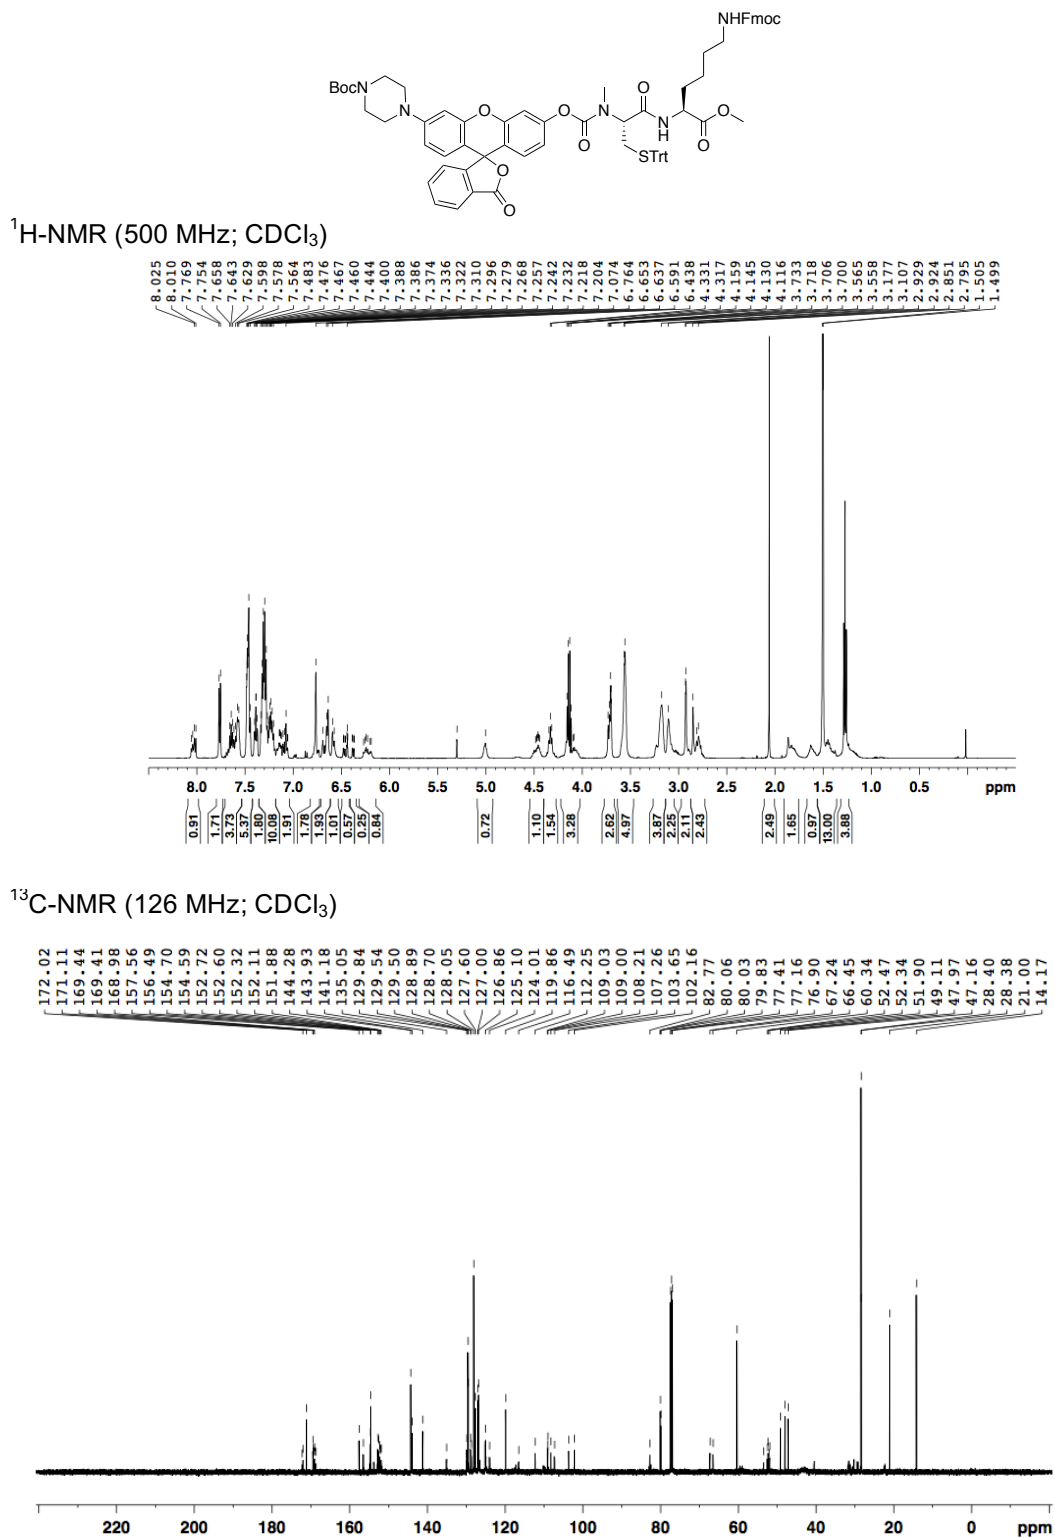 NHFmoc
BocN
N
O
O
O
N
O
N
H
O
O
STrt
O
O
¹H-NMR (500 MHz; CDCl₃)
8.025 8.010 7.769 7.754 7.658 7.643 7.629 7.598 7.578 7.564 7.483 7.476 7.467 7.460 7.444 7.400 7.388 7.386 7.374 7.336 7.322 7.310 7.296 7.279 7.268 7.257 7.242 7.232 7.218 7.204 7.074 6.764 6.653 6.637 6.591 6.438 4.331 4.317 4.159 4.145 4.130 4.116 3.733 3.718 3.706 3.700 3.565 3.558 3.177 3.107 2.929 2.924 2.851 2.795 1.505 1.499
8.0 7.5 7.0 6.5 6.0 5.5 5.0 4.5 4.0 3.5 3.0 2.5 2.0 1.5 1.0 0.5 ppm
0.91 1.71 3.73 5.37 1.80 10.08 1.91 1.78 1.93 1.01 0.57 0.25 0.84 0.72 1.10 1.54 3.28 2.62 4.97 3.87 2.25 2.11 2.43 2.49 1.65 0.97 13.00 3.88
¹³C-NMR (126 MHz; CDCl₃)
172.02 171.11 169.44 169.41 168.98 157.56 156.49 154.70 154.59 152.72 152.60 152.32 152.11 151.88 144.28 143.93 141.18 135.05 129.84 129.54 129.50 128.89 128.70 128.05 127.60 127.00 126.86 125.10 124.01 119.86 116.49 112.25 109.03 109.00 108.21 107.26 103.65 102.16 82.77 80.06 80.03 79.83 77.41 77.16 76.90 67.24 66.45 60.34 52.47 52.34 51.90 49.11 47.97 47.16 28.40 28.38 21.00 14.17
220 200 180 160 140 120 100 80 60 40 20 0 ppm